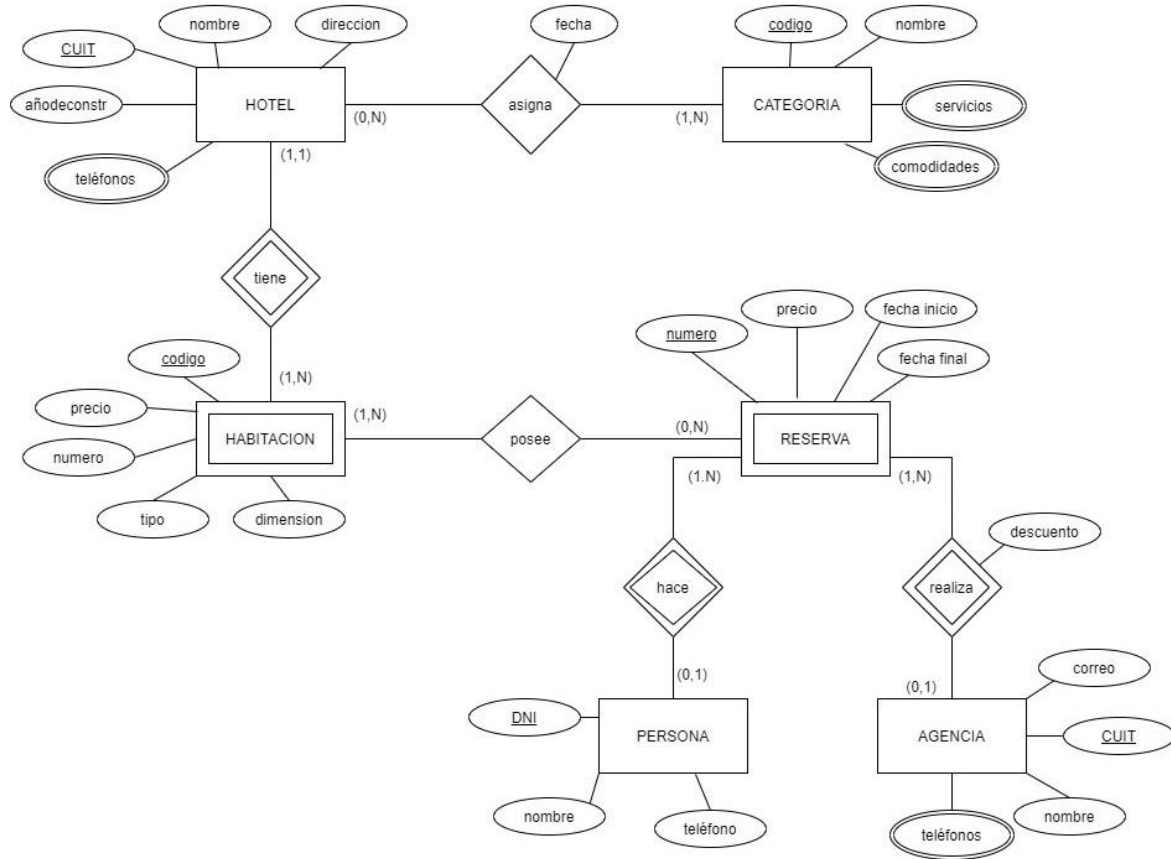 nombre
direccion
fecha
codigo
nombre
CUIT
añodeconstr
HOTEL
asigna
CATEGORIA
servicios
(0,N)
(1,N)
(1,1)
teléfonos
comodidades
tiene
numero
precio
fecha inicio
fecha final
codigo
(1,N)
precio
(1,N)
(0,N)
HABITACION
posee
RESERVA
numero
(1.N)
(1,N)
tipo
dimension
descuento
hace
realiza
(0,1)
(0,1)
correo
DNI
PERSONA
AGENCIA
CUIT
nombre
teléfono
teléfonos
nombre